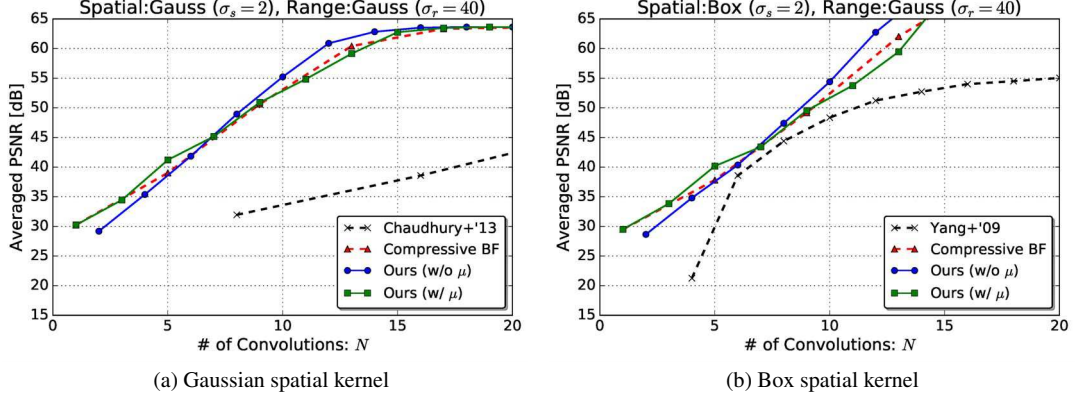 Spatial:Gauss (σs=2), Range:Gauss (σr=40)
65
60
55
50
45
40
35
30
25
20
15
Averaged PSNR [dB]
Chaudhury+'13
Compressive BF
Ours (w/o μ)
Ours (w/ μ)
0 5 10 15 20
# of Convolutions: N
(a) Gaussian spatial kernel
Spatial:Box (σs=2), Range:Gauss (σr=40)
65
60
55
50
45
40
35
30
25
20
15
Averaged PSNR [dB]
Yang+'09
Compressive BF
Ours (w/o μ)
Ours (w/ μ)
0 5 10 15 20
# of Convolutions: N
(b) Box spatial kernel